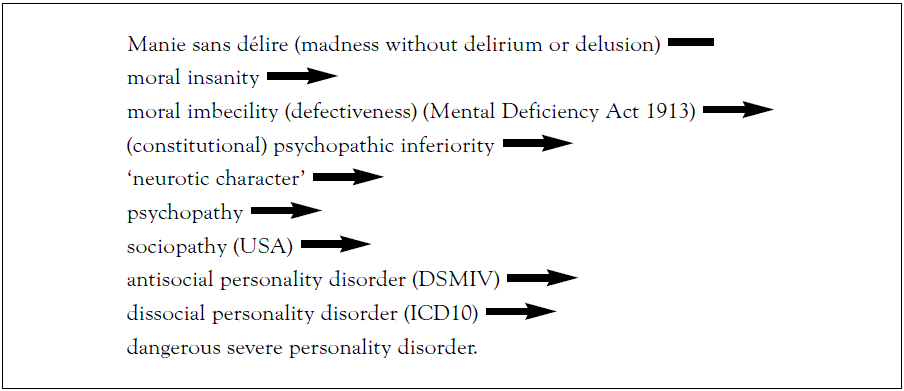 Manie sans délire (madness without delirium or delusion)
moral insanity
moral imbecility (defectiveness) (Mental Deficiency Act 1913)
(constitutional) psychopathic inferiority
‘neurotic character’
psychopathy
sociopathy (USA)
antisocial personality disorder (DSMIV)
dissocial personality disorder (ICD10)
dangerous severe personality disorder.